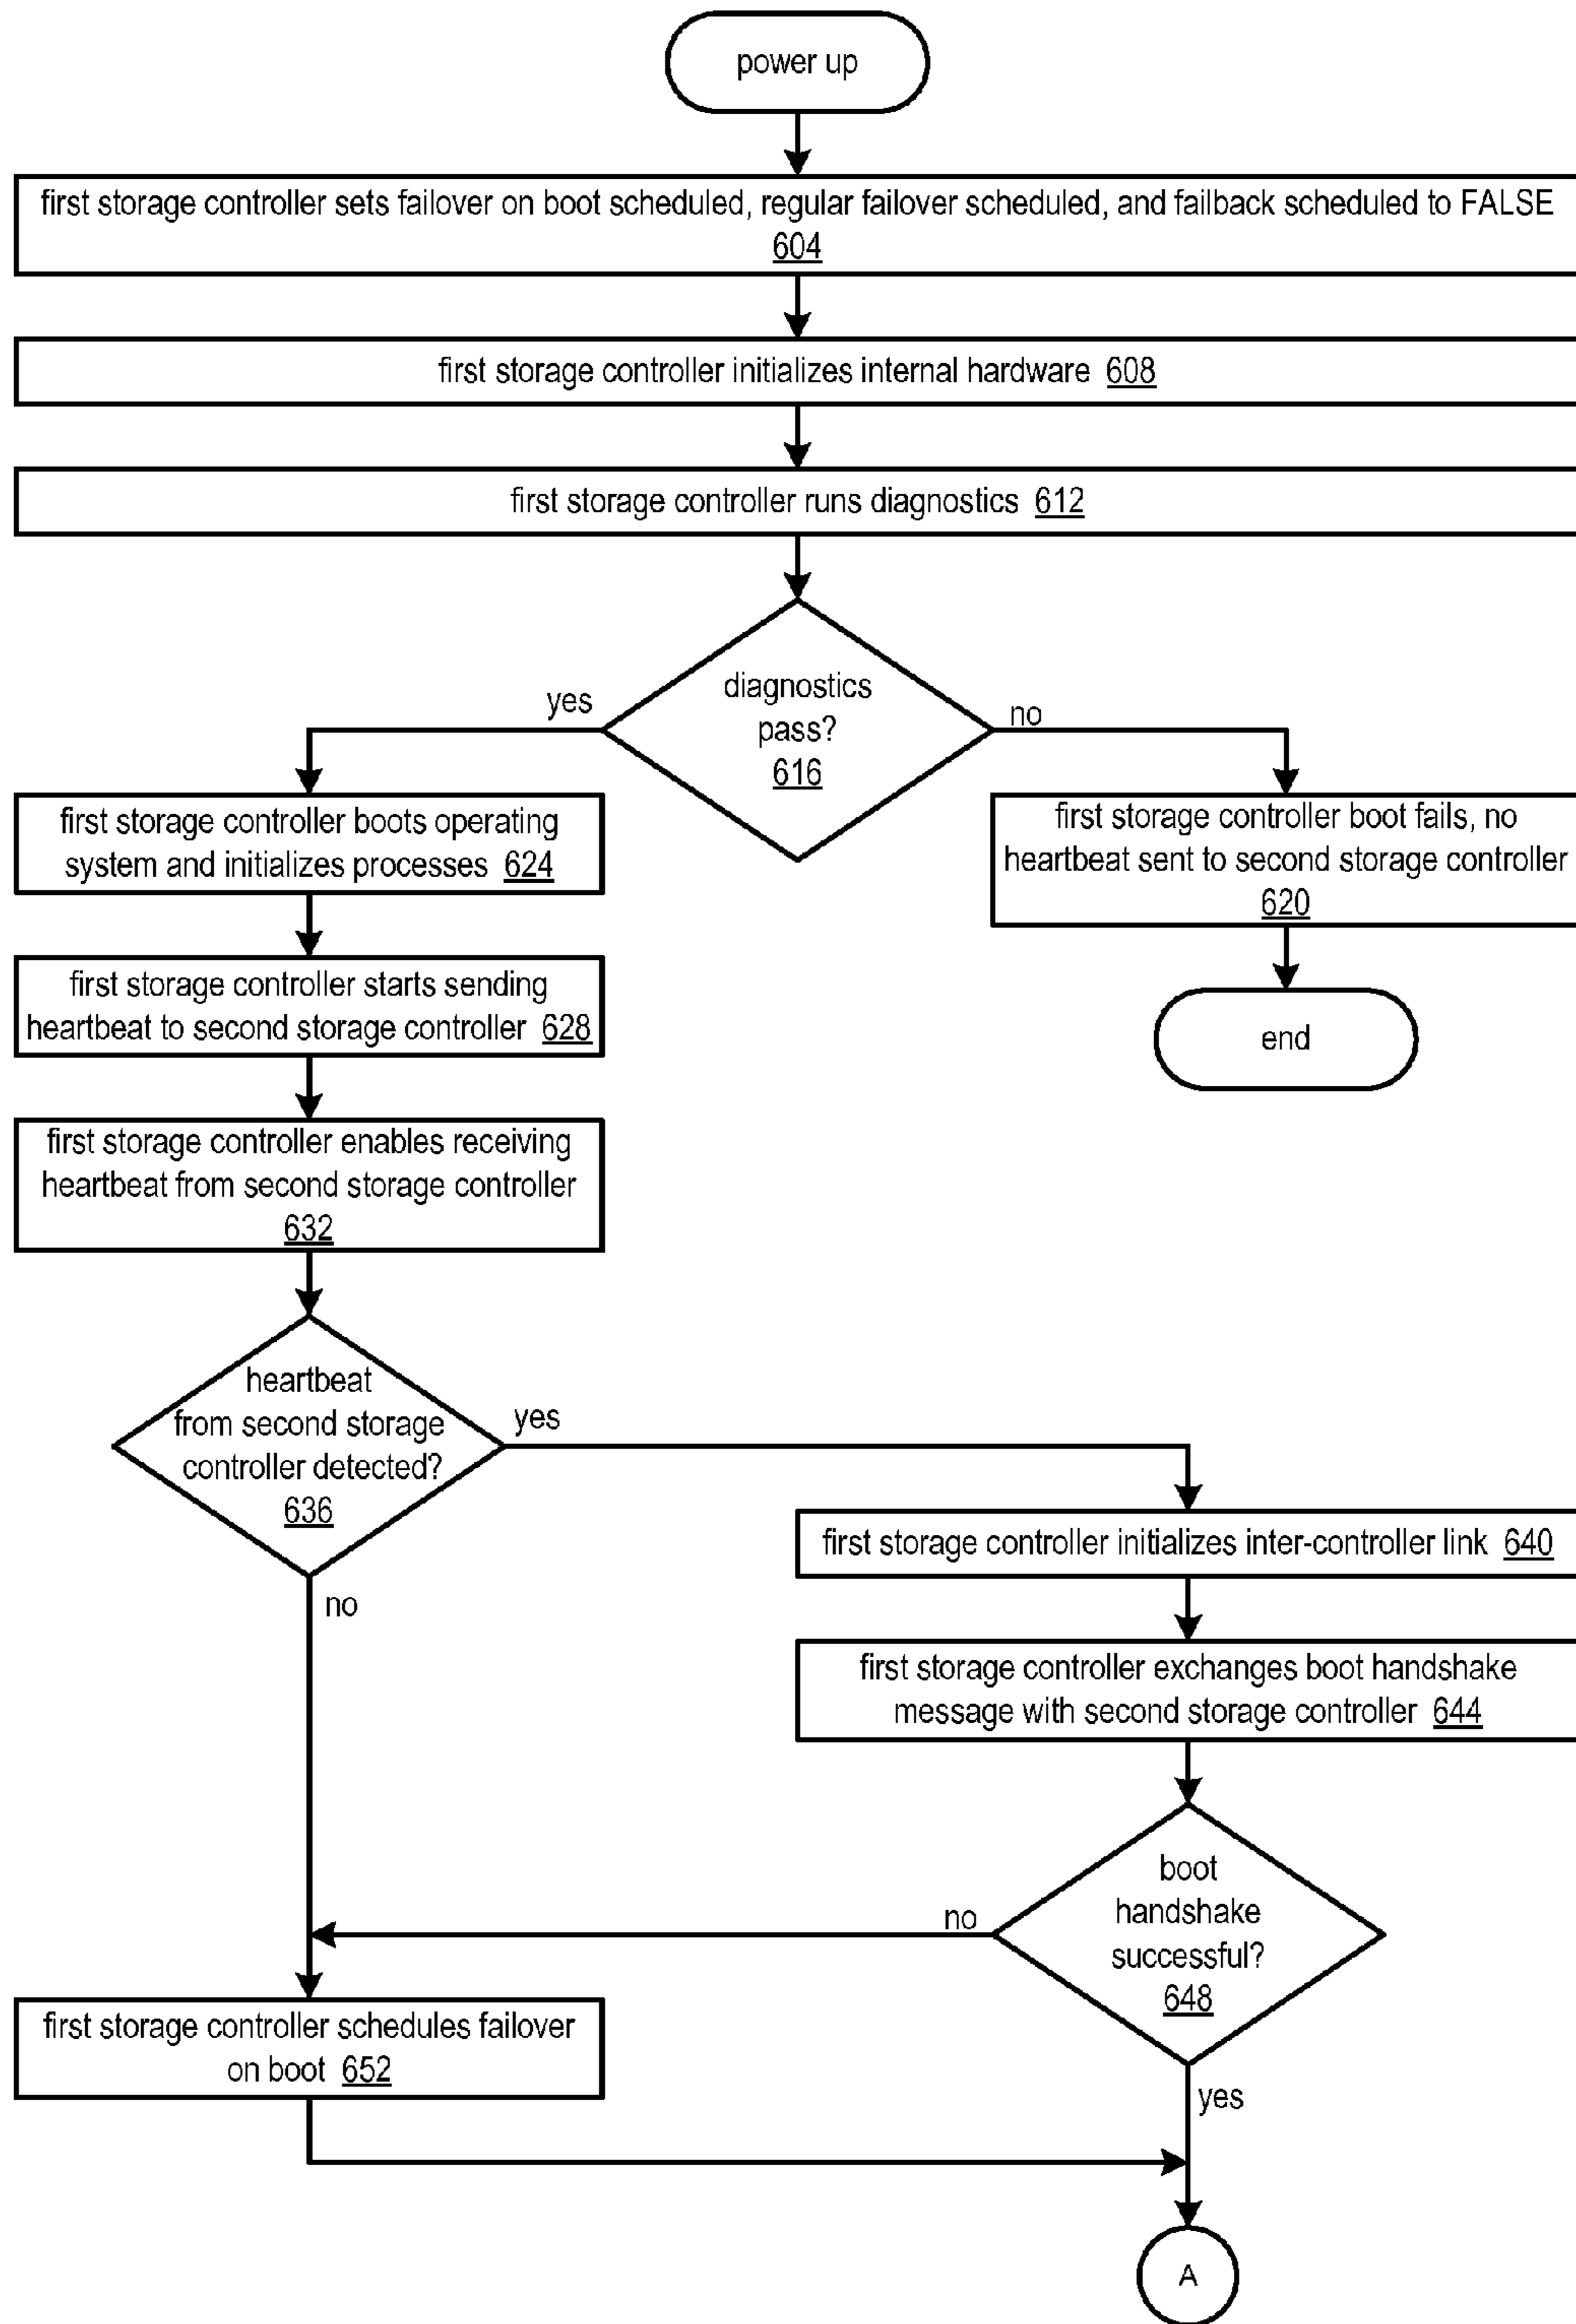 power up
first storage controller sets failover on boot scheduled, regular failover scheduled, and failback scheduled to FALSE
604
first storage controller initializes internal hardware 608
first storage controller runs diagnostics 612
diagnostics
pass?
616
yes
no
first storage controller boots operating
system and initializes processes 624
first storage controller boot fails, no
heartbeat sent to second storage controller
620
first storage controller starts sending
heartbeat to second storage controller 628
end
first storage controller enables receiving
heartbeat from second storage controller
632
heartbeat
from second storage
controller detected?
636
yes
no
first storage controller initializes inter-controller link 640
first storage controller exchanges boot handshake
message with second storage controller 644
boot
handshake
successful?
648
no
yes
first storage controller schedules failover
on boot 652
A